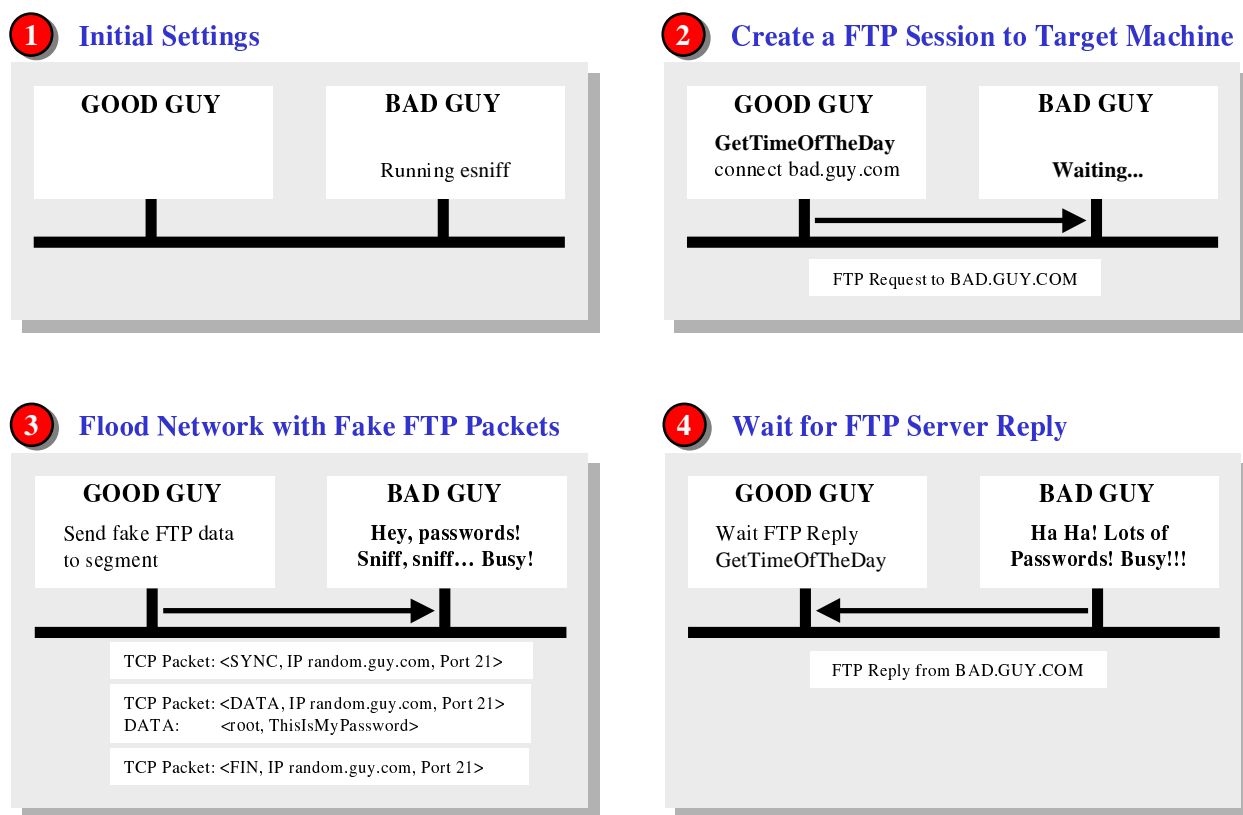 1 Initial Settings
GOOD GUY
BAD GUY
Running esniff
2 Create a FTP Session to Target Machine
GOOD GUY
GetTimeOfTheDay
connect bad.guy.com
BAD GUY
Waiting...
FTP Request to BAD.GUY.COM
3 Flood Network with Fake FTP Packets
GOOD GUY
Send fake FTP data
to segment
BAD GUY
Hey, passwords!
Sniff, sniff… Busy!
TCP Packet: <SYNC, IP random.guy.com, Port 21>
TCP Packet: <DATA, IP random.guy.com, Port 21>
DATA: <root, ThisIsMyPassword>
TCP Packet: <FIN, IP random.guy.com, Port 21>
4 Wait for FTP Server Reply
GOOD GUY
Wait FTP Reply
GetTimeOfTheDay
BAD GUY
Ha Ha! Lots of
Passwords! Busy!!!
FTP Reply from BAD.GUY.COM